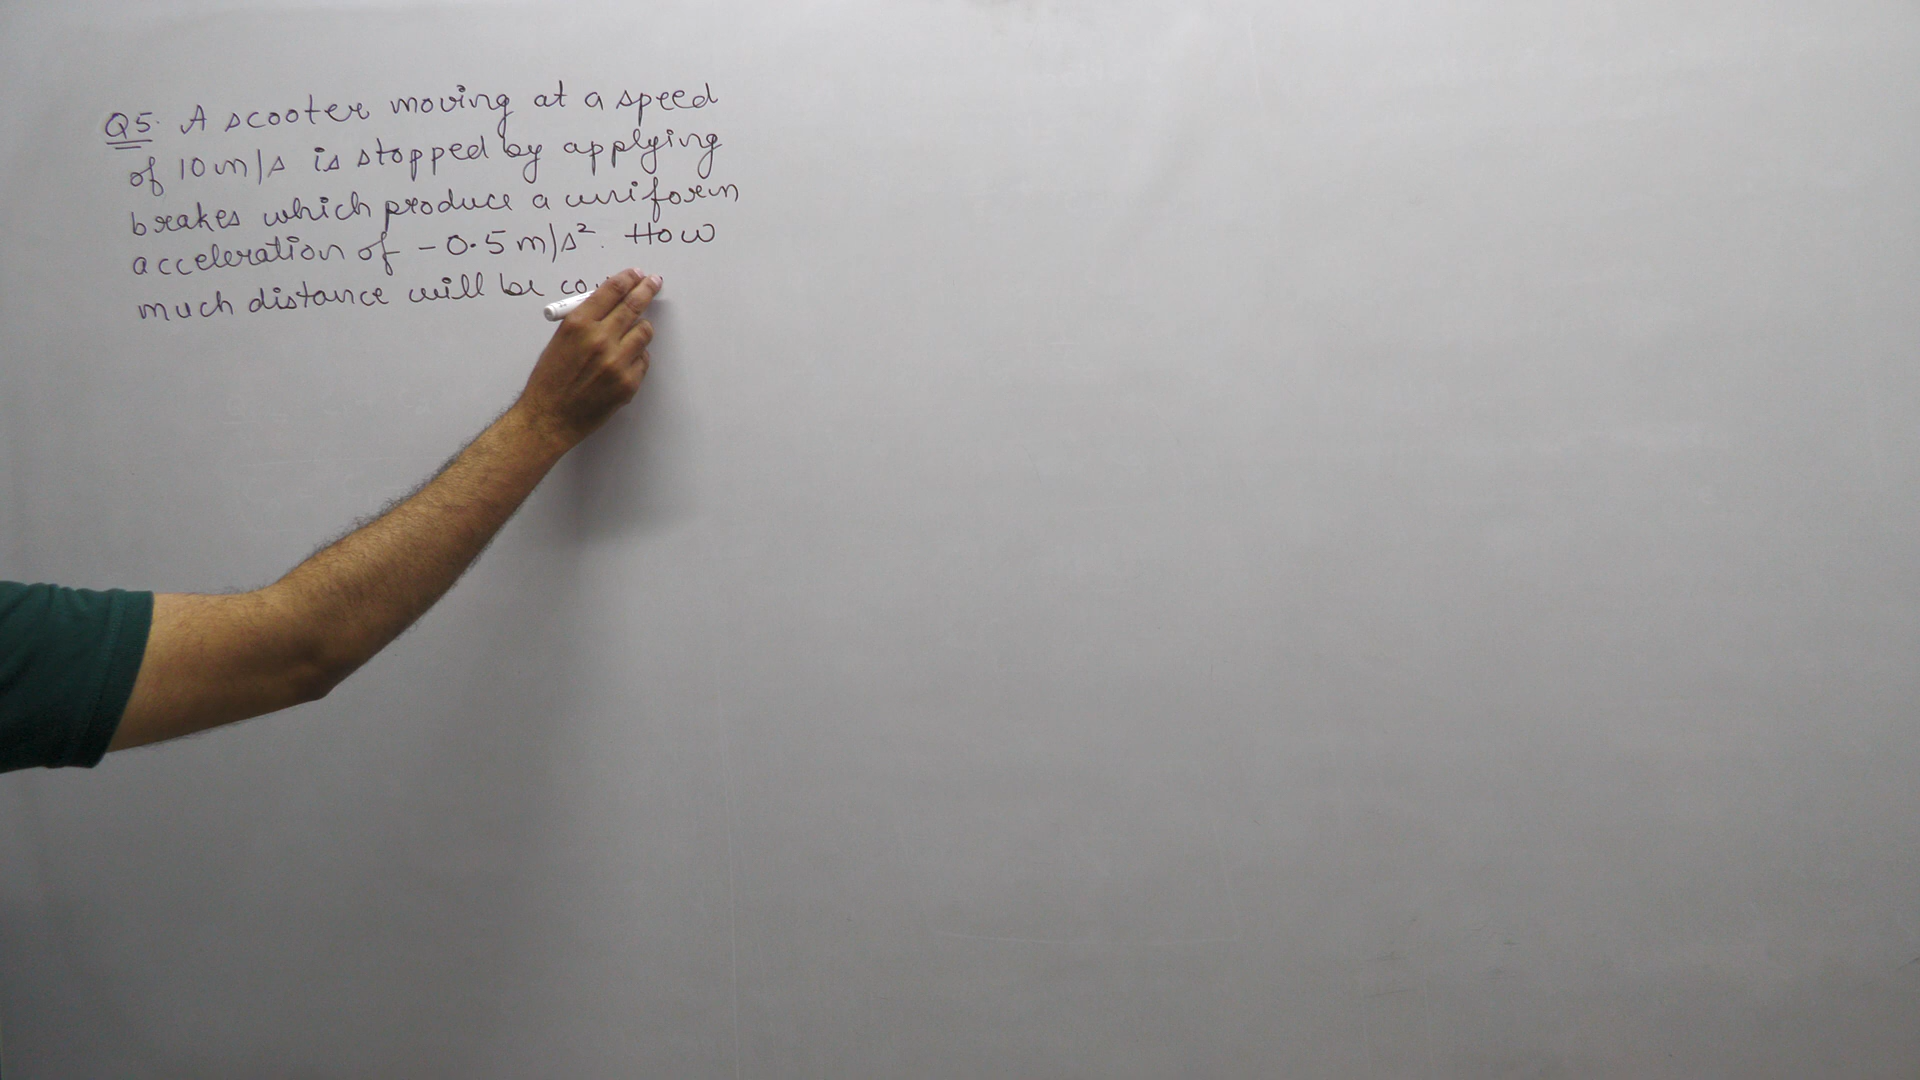 Q5. A scooter moving at a speed
of 10 m/s is stopped by applying
brakes which produce a uniform
acceleration of - 0.5 m/s². How
much distance will be